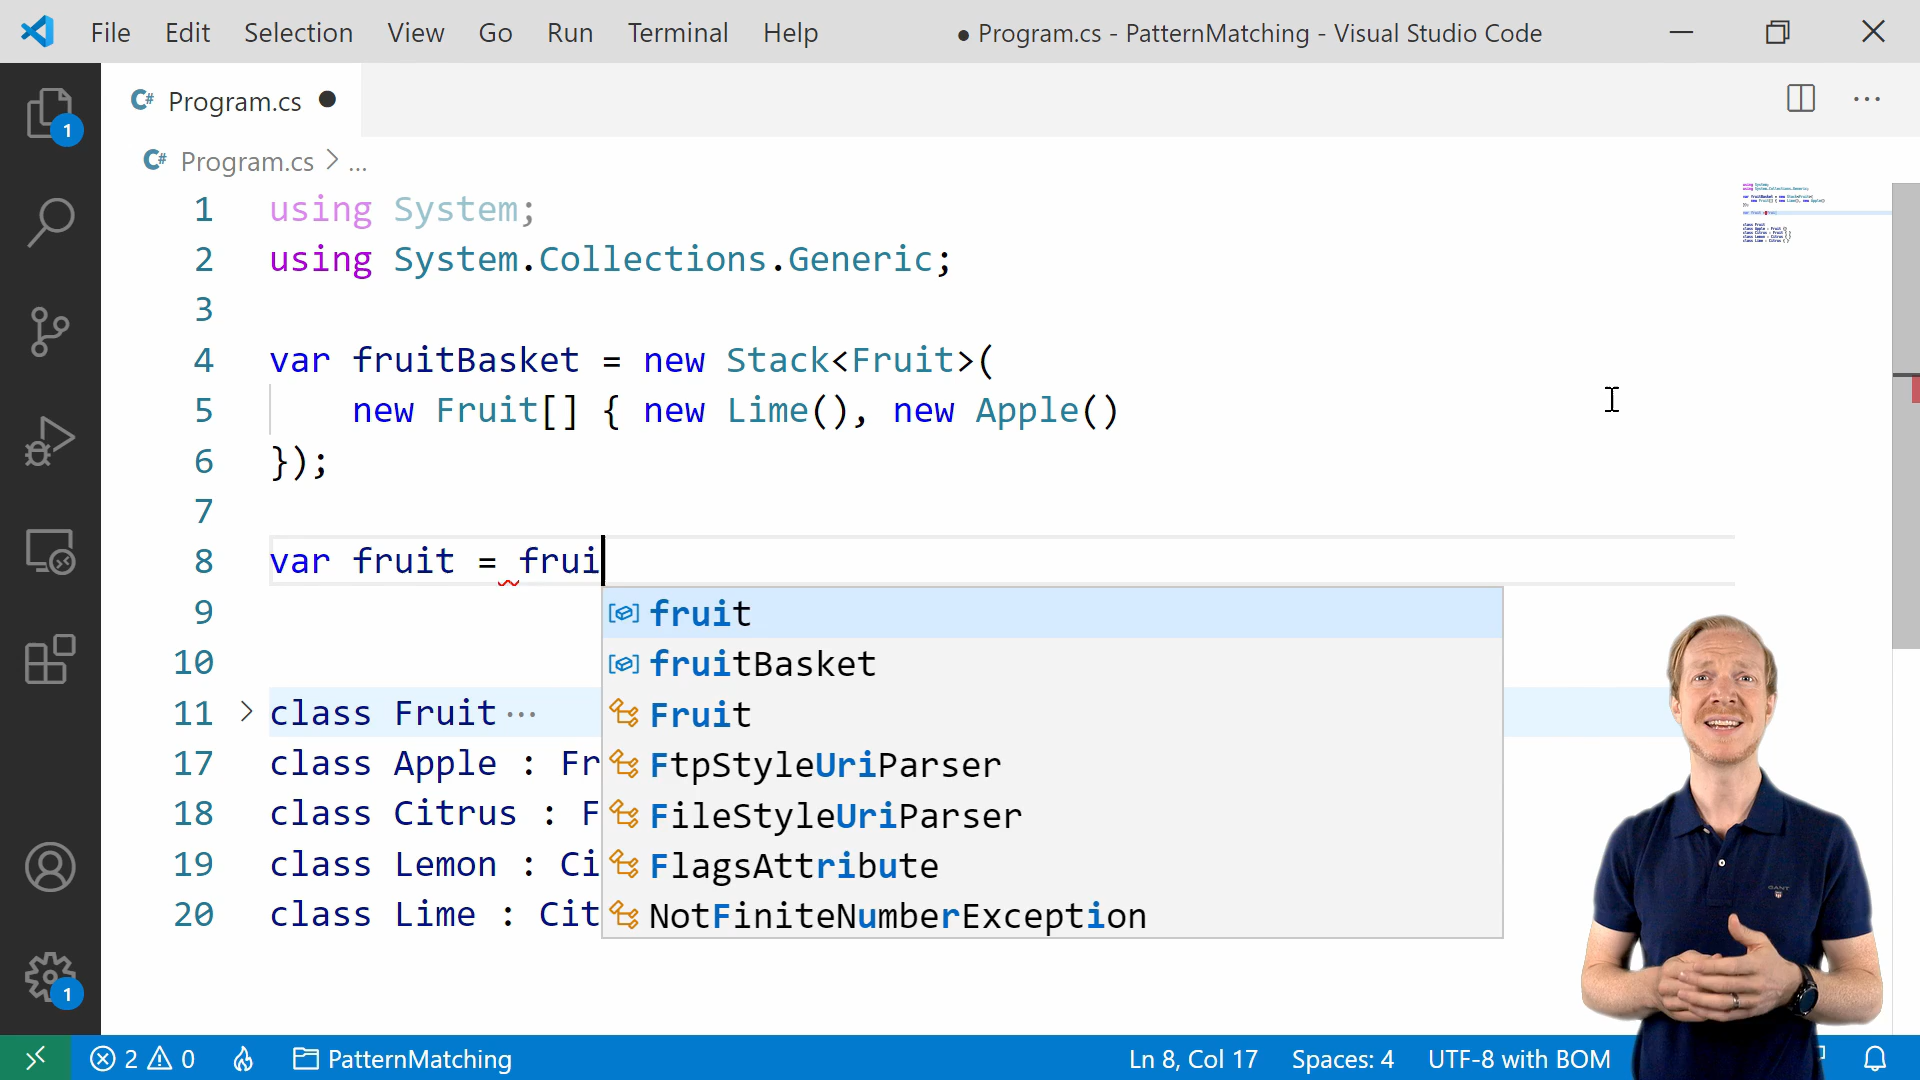 File Edit Selection View Go Run Terminal Help ● Program.cs - PatternMatching - Visual Studio Code
C# Program.cs ●
C# Program.cs > ...
1
1 using System;
2 using System.Collections.Generic;
3
4 var fruitBasket = new Stack<Fruit>(
5 new Fruit[] { new Lime(), new Apple()
6 });
7
8 var fruit = frui
9 fruit
10 fruitBasket
11 > class Fruit ... Fruit
17 class Apple : Fr FtpStyleUriParser
18 class Citrus : F FileStyleUriParser
19 class Lemon : Ci FlagsAttribute
20 class Lime : Cit NotFiniteNumberException
GANT
1
2 0 PatternMatching Ln 8, Col 17 Spaces: 4 UTF-8 with BOM